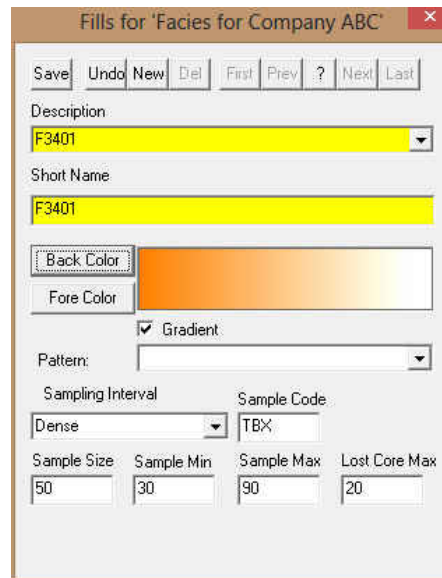 Fills for 'Facies for Company ABC'
Save Undo New Del First Prev ? Next Last
Description
F3401
Short Name
F3401
Back Color
Fore Color
Gradient
Pattern:
Sampling Interval Sample Code
Dense TBX
Sample Size Sample Min Sample Max Lost Core Max
50 30 90 20